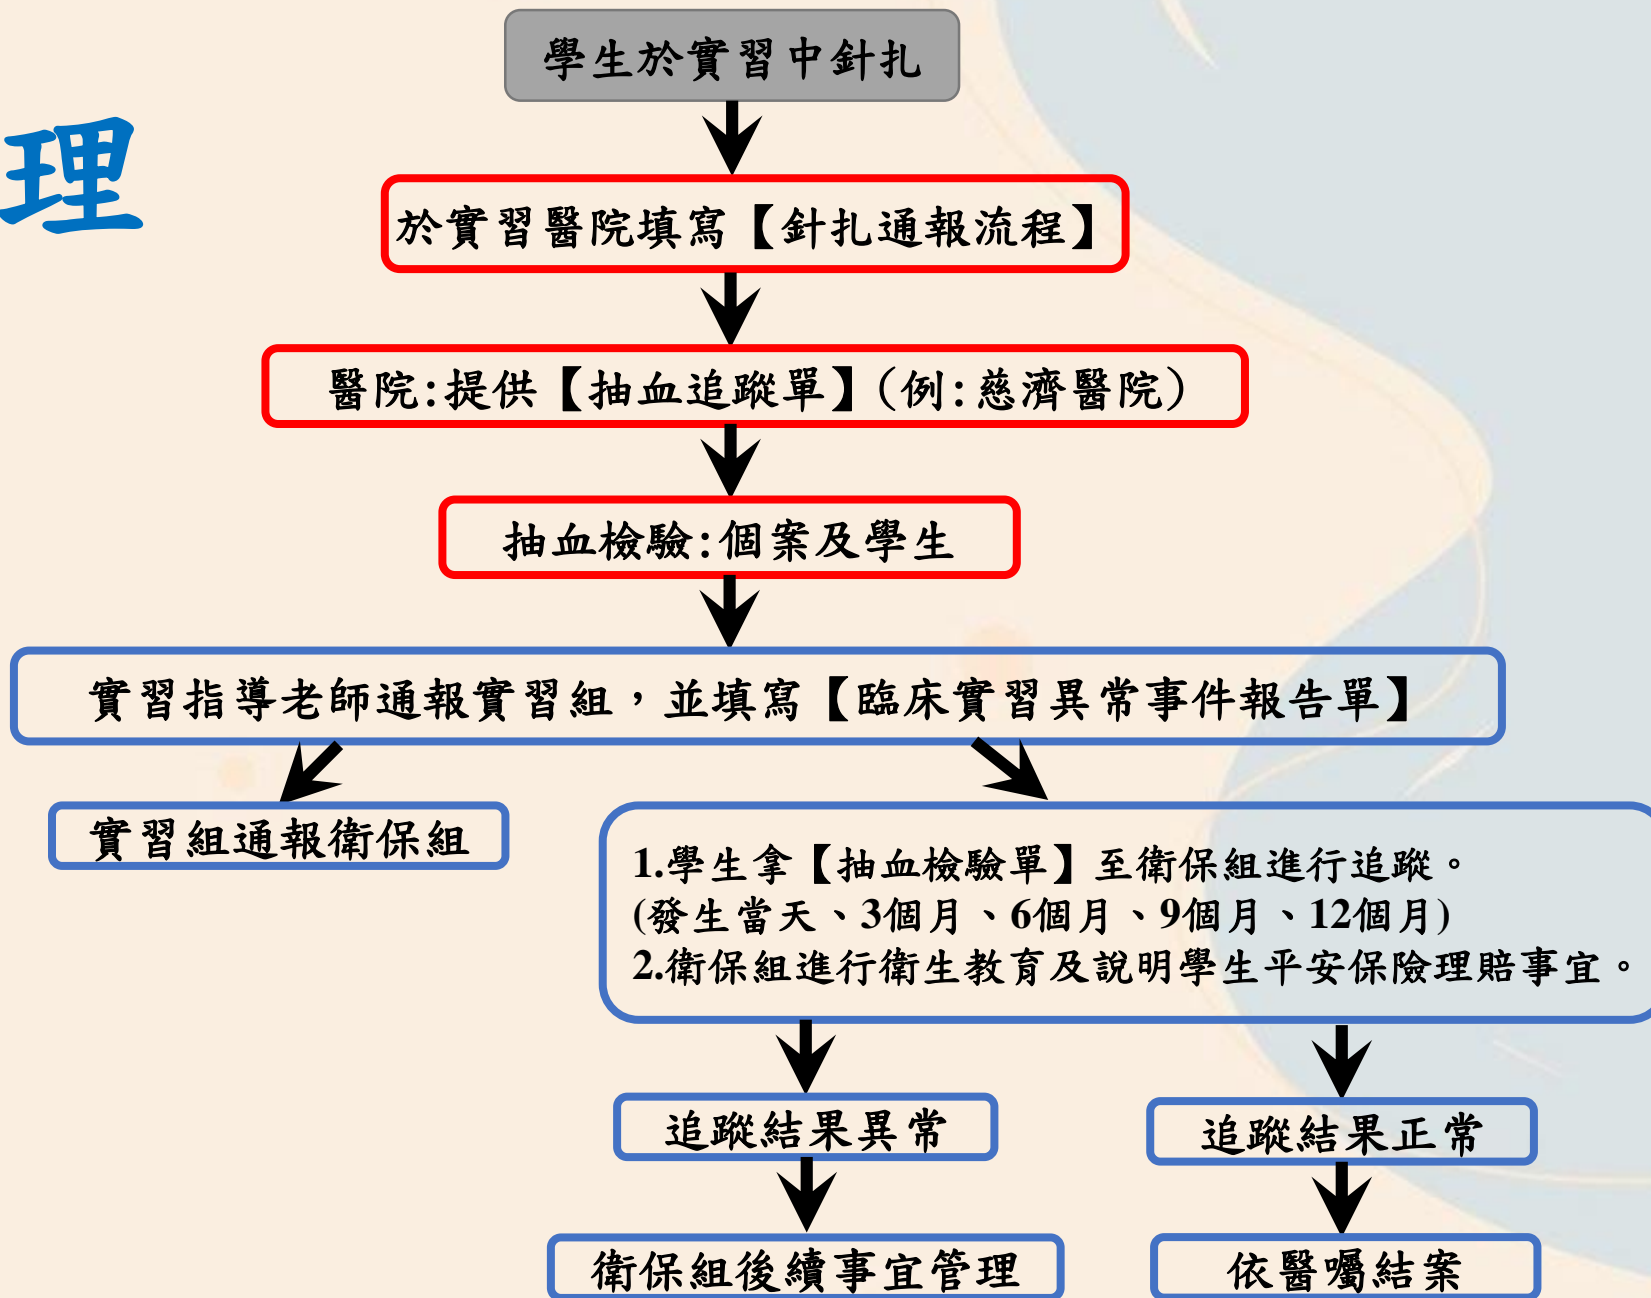 學生於實習中針扎
理
於實習醫院填寫【針扎通報流程】
醫院:提供【抽血追蹤單】(例:慈濟醫院)
抽血檢驗:個案及學生
實習指導老師通報實習組，並填寫【臨床實習異常事件報告單】
實習組通報衛保組
1.學生拿【抽血檢驗單】至衛保組進行追蹤。
(發生當天、3個月、6個月、9個月、12個月)
2.衛保組進行衛生教育及說明學生平安保險理賠事宜。
追蹤結果異常
追蹤結果正常
衛保組後續事宜管理
依醫囑結案